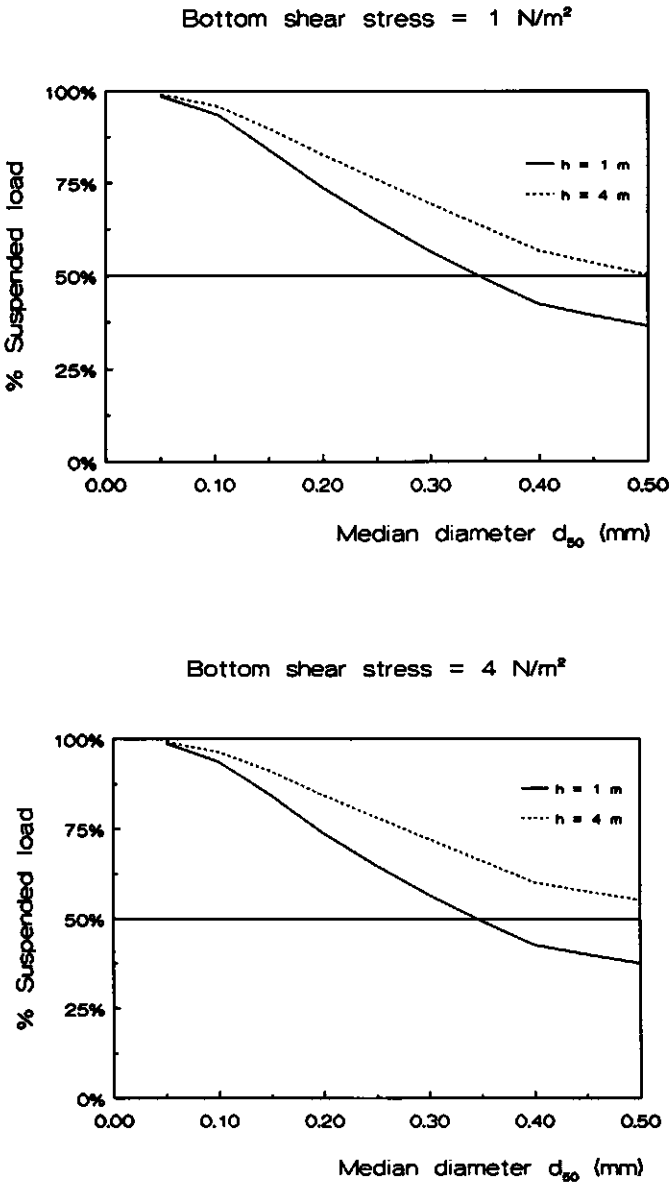 Bottom shear stress = 1 N/m²
100%
75%
50%
25%
0%
% Suspended load
h = 1 m
h = 4 m
0.00 0.10 0.20 0.30 0.40 0.50
Median diameter d₅₀ (mm)
Bottom shear stress = 4 N/m²
100%
75%
50%
25%
0%
% Suspended load
h = 1 m
h = 4 m
0.00 0.10 0.20 0.30 0.40 0.50
Median diameter d₅₀ (mm)